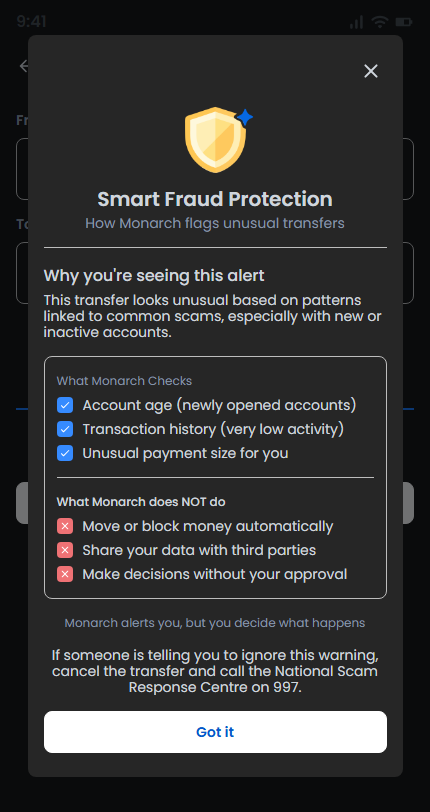 9:41
Fr
Smart Fraud Protection
How Monarch flags unusual transfers
To
Why you're seeing this alert
This transfer looks unusual based on patterns
linked to common scams, especially with new or
inactive accounts.
What Monarch Checks
Account age (newly opened accounts)
Transaction history (very low activity)
Unusual payment size for you
What Monarch does NOT do
Move or block money automatically
Share your data with third parties
Make decisions without your approval
Monarch alerts you, but you decide what happens
If someone is telling you to ignore this warning,
cancel the transfer and call the National Scam
Response Centre on 997.
Got it